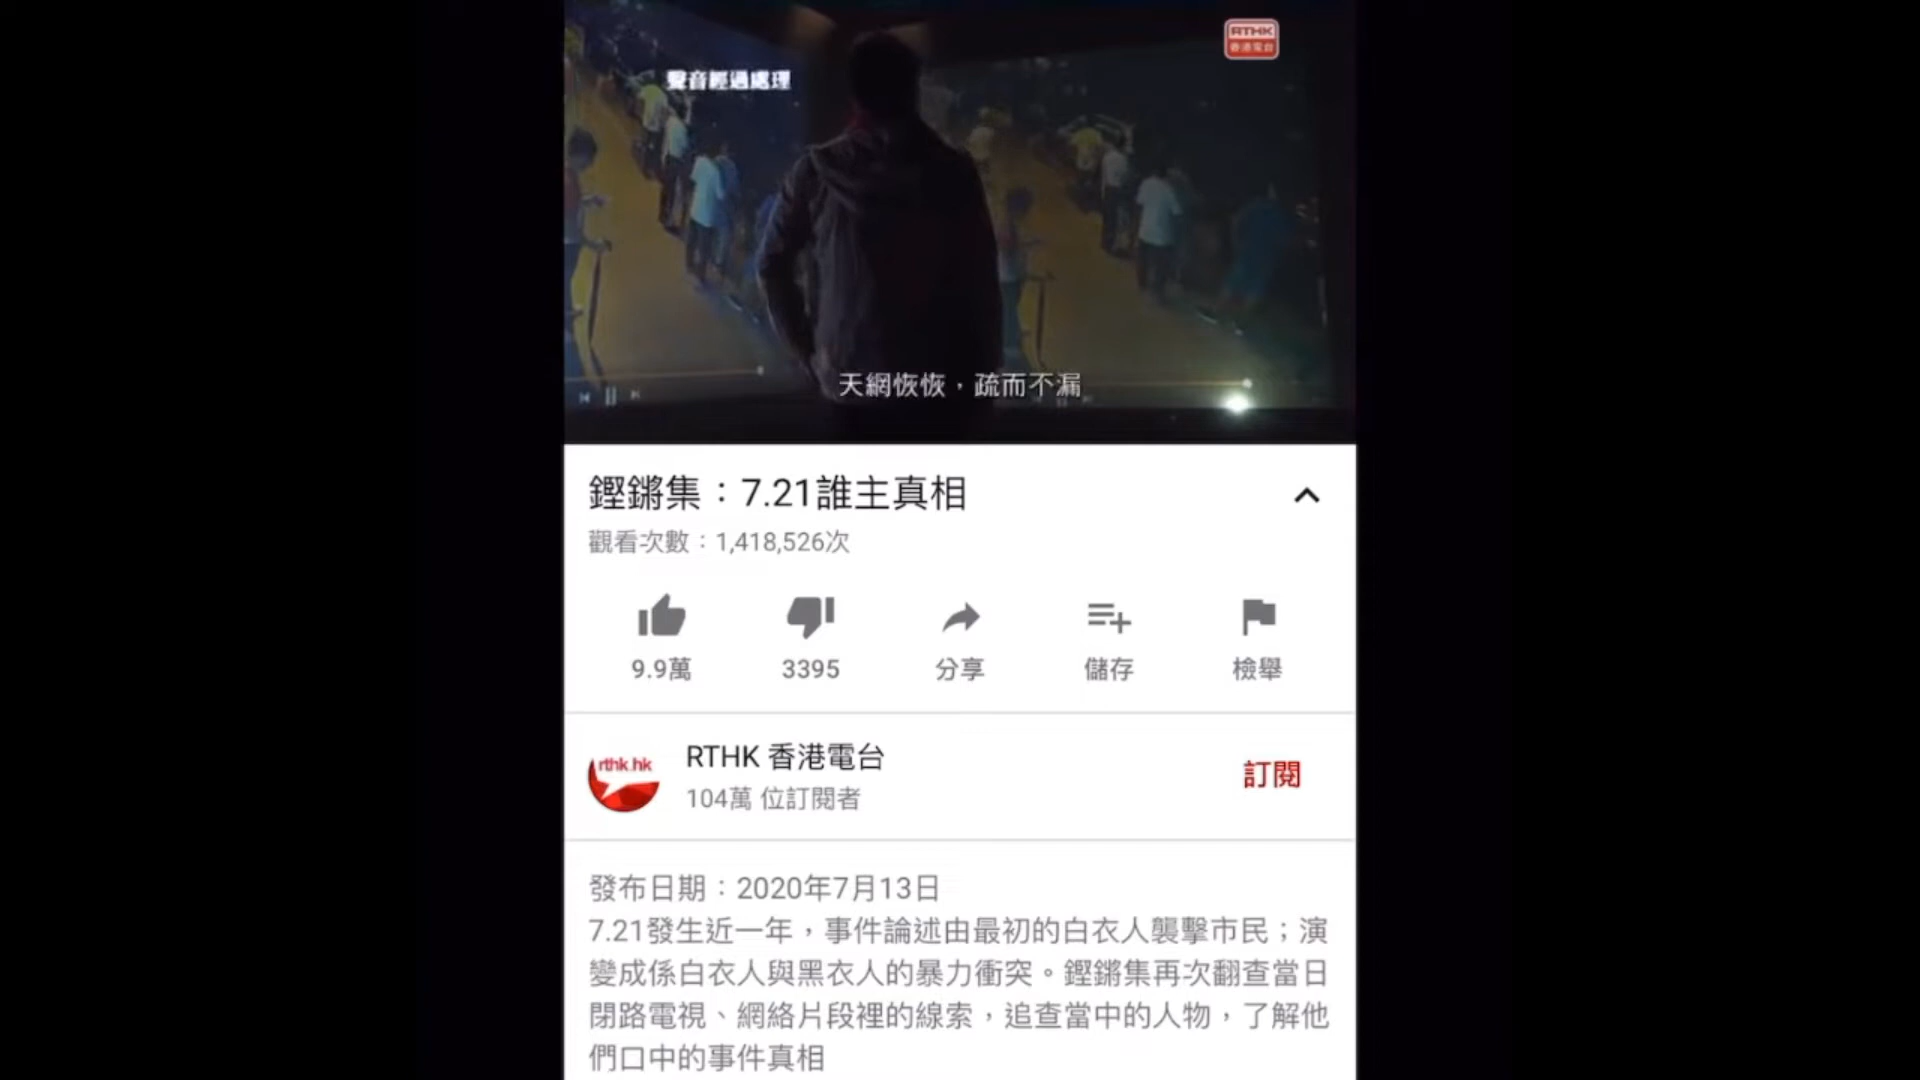 RTHK
香港電台
聲音經過處理
天網恢恢，疏而不漏
鏗鏘集：7.21誰主真相
觀看次數：1,418,526次
9.9萬
3395
分享
儲存
檢舉
rthk.hk
RTHK 香港電台
104萬 位訂閱者
訂閱
發布日期：2020年7月13日
7.21發生近一年，事件論述由最初的白衣人襲擊市民；演
變成係白衣人與黑衣人的暴力衝突。鏗鏘集再次翻查當日
閉路電視、網絡片段裡的線索，追查當中的人物，了解他
們口中的事件真相